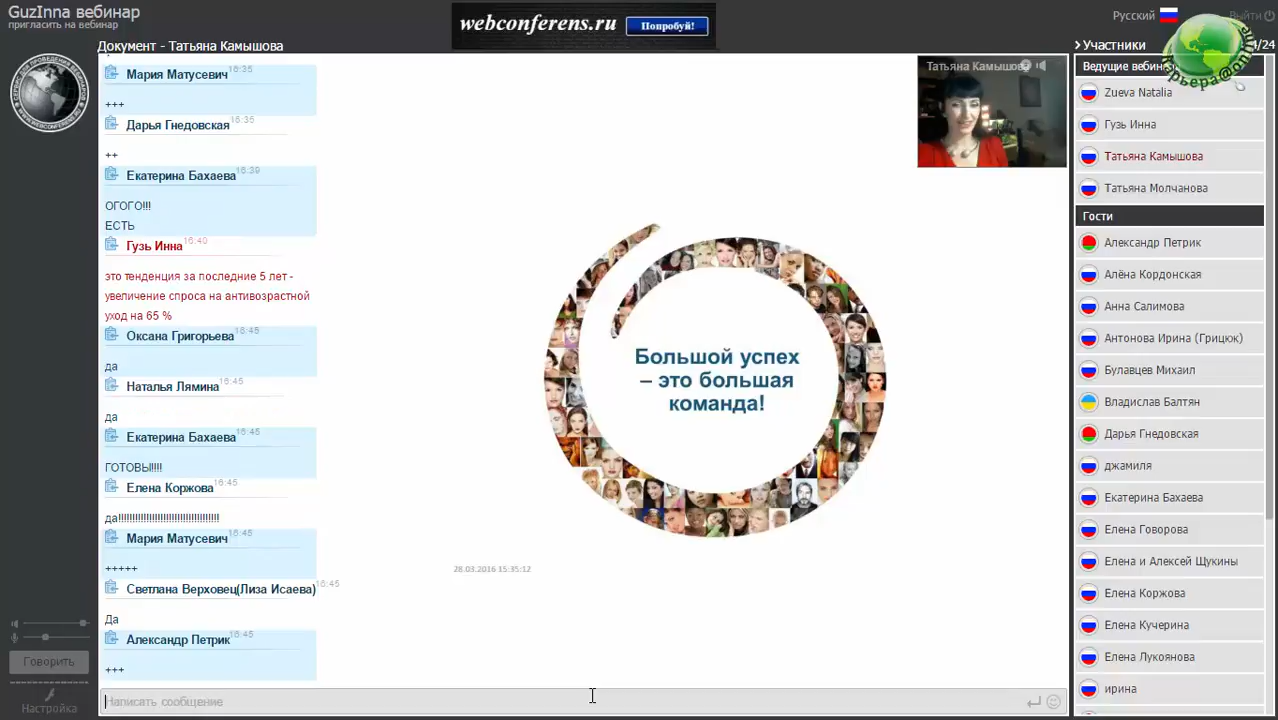 GuzInna вебинар
пригласить на вебинар
webconferens.ru
Попробуй!
Русский
Выйти
Документ - Татьяна Камышова
Мария Матусевич 16:35
+++
Дарья Гнедовская 16:36
++
Екатерина Бахаева 16:39
ОГОГО!!!
ЕСТЬ
Гузь Инна 16:40
это тенденция за последние 5 лет -
увеличение спроса на антивозрастной
уход на 65 %
Оксана Григорьева 16:45
да
Наталья Лямина 16:45
да
Екатерина Бахаева 16:45
ГОТОВЫ!!!!
Елена Коржова 16:45
да!!!!!!!!!!!!!!!!!!!!!!!!!!!!!!!!!!!!!
Мария Матусевич 16:45
+++++
Светлана Верховец(Лиза Исаева) 16:45
Да
Александр Петрик 16:45
+++
Написать сообщение
Говорить
Настройка
Татьяна Камышова
Большой успех
– это большая
команда!
28.03.2016 15:35:12
Участники
/24
Ведущие
Zueva Natalia
Гузь Инна
Татьяна Камышова
Татьяна Молчанова
Гости
Александр Петрик
Алёна Кордонская
Анна Салимова
Антонова Ирина (Грицюк)
Булавцев Михаил
Владислав Балтян
Дарья Гнедовская
джамиля
Екатерина Бахаева
Елена Говорова
Елена и Алексей Щукины
Елена Коржова
Елена Кучерина
Елена Лукоянова
ирина